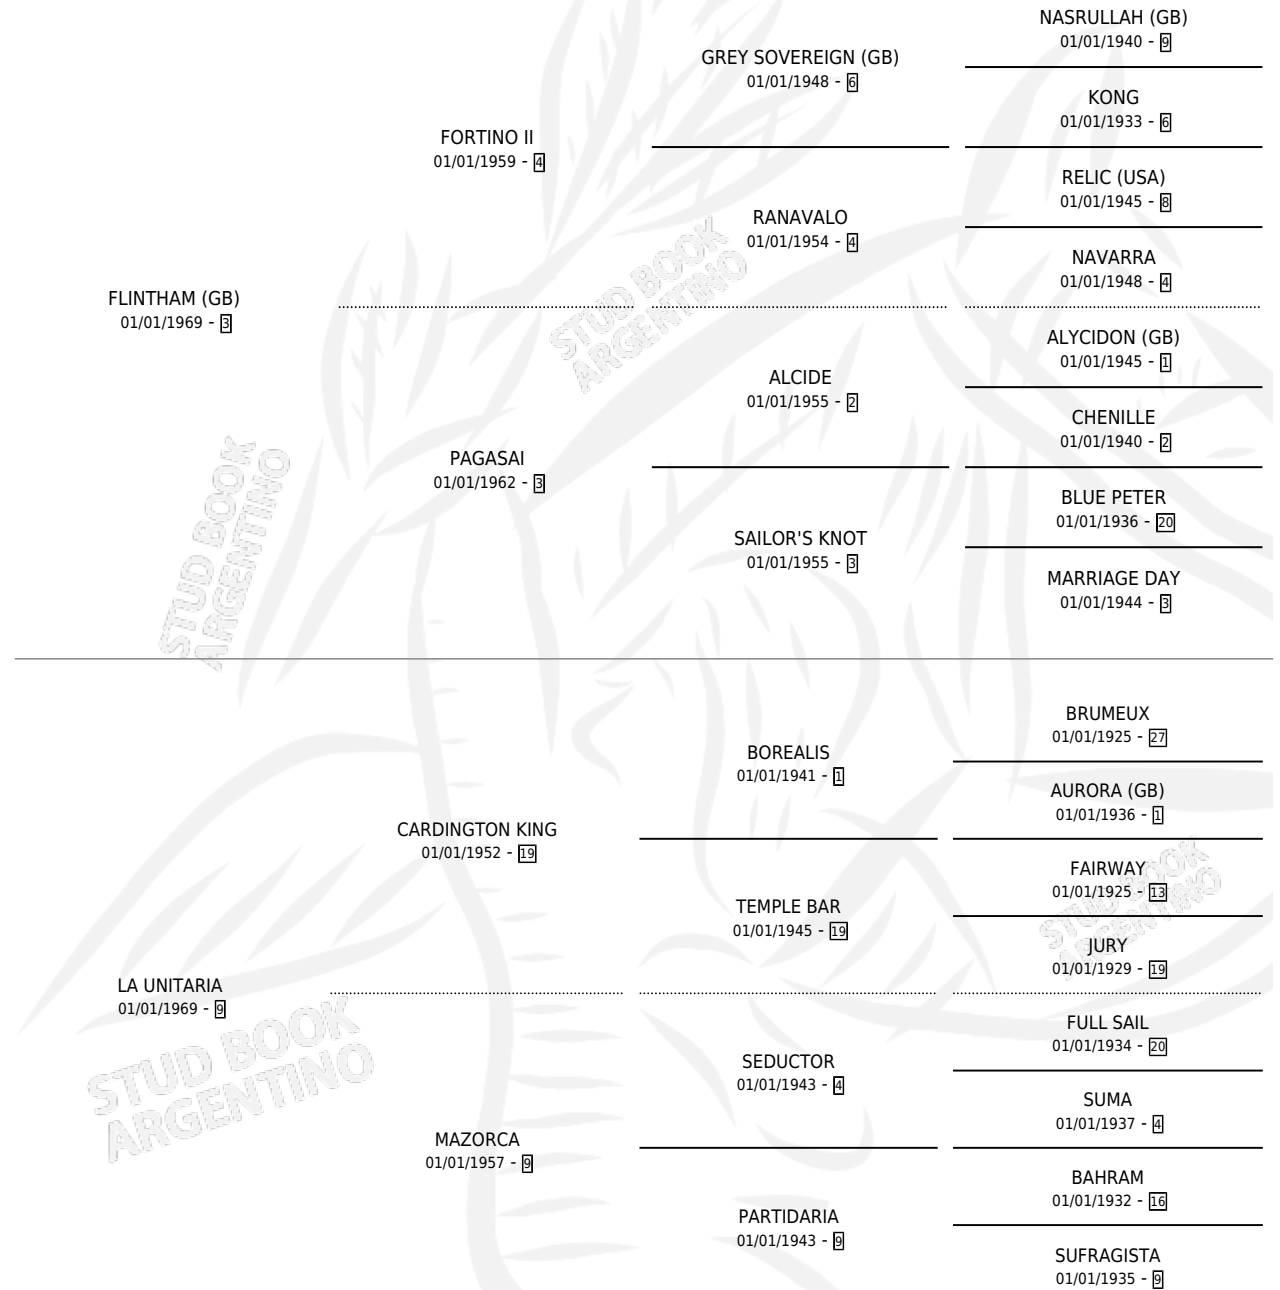 NASRULLAH (GB)
01/01/1940 - 9
GREY SOVEREIGN (GB)
01/01/1948 - 6
KONG
01/01/1933 - 6
FORTINO II
01/01/1959 - 4
RELIC (USA)
01/01/1945 - 8
RANAVALO
01/01/1954 - 4
NAVARRA
01/01/1948 - 4
FLINTHAM (GB)
01/01/1969 - 3
ALYCIDON (GB)
01/01/1945 - 1
ALCIDE
01/01/1955 - 2
CHENILLE
01/01/1940 - 2
PAGASAI
01/01/1962 - 3
BLUE PETER
01/01/1936 - 20
SAILOR'S KNOT
01/01/1955 - 3
MARRIAGE DAY
01/01/1944 - 3
BRUMEUX
01/01/1925 - 27
BOREALIS
01/01/1941 - 1
AURORA (GB)
01/01/1936 - 1
CARDINGTON KING
01/01/1952 - 19
FAIRWAY
01/01/1925 - 13
TEMPLE BAR
01/01/1945 - 19
JURY
01/01/1929 - 19
LA UNITARIA
01/01/1969 - 9
FULL SAIL
01/01/1934 - 20
SEDUCTOR
01/01/1943 - 4
SUMA
01/01/1937 - 4
MAZORCA
01/01/1957 - 9
BAHRAM
01/01/1932 - 16
PARTIDARIA
01/01/1943 - 9
SUFRAGISTA
01/01/1935 - 9
STUD BOOK
ARGENTINO
STUD BOOK
ARGENTINO
STUD BOOK
ARGENTINO
STUD BOOK
ARGENTINO